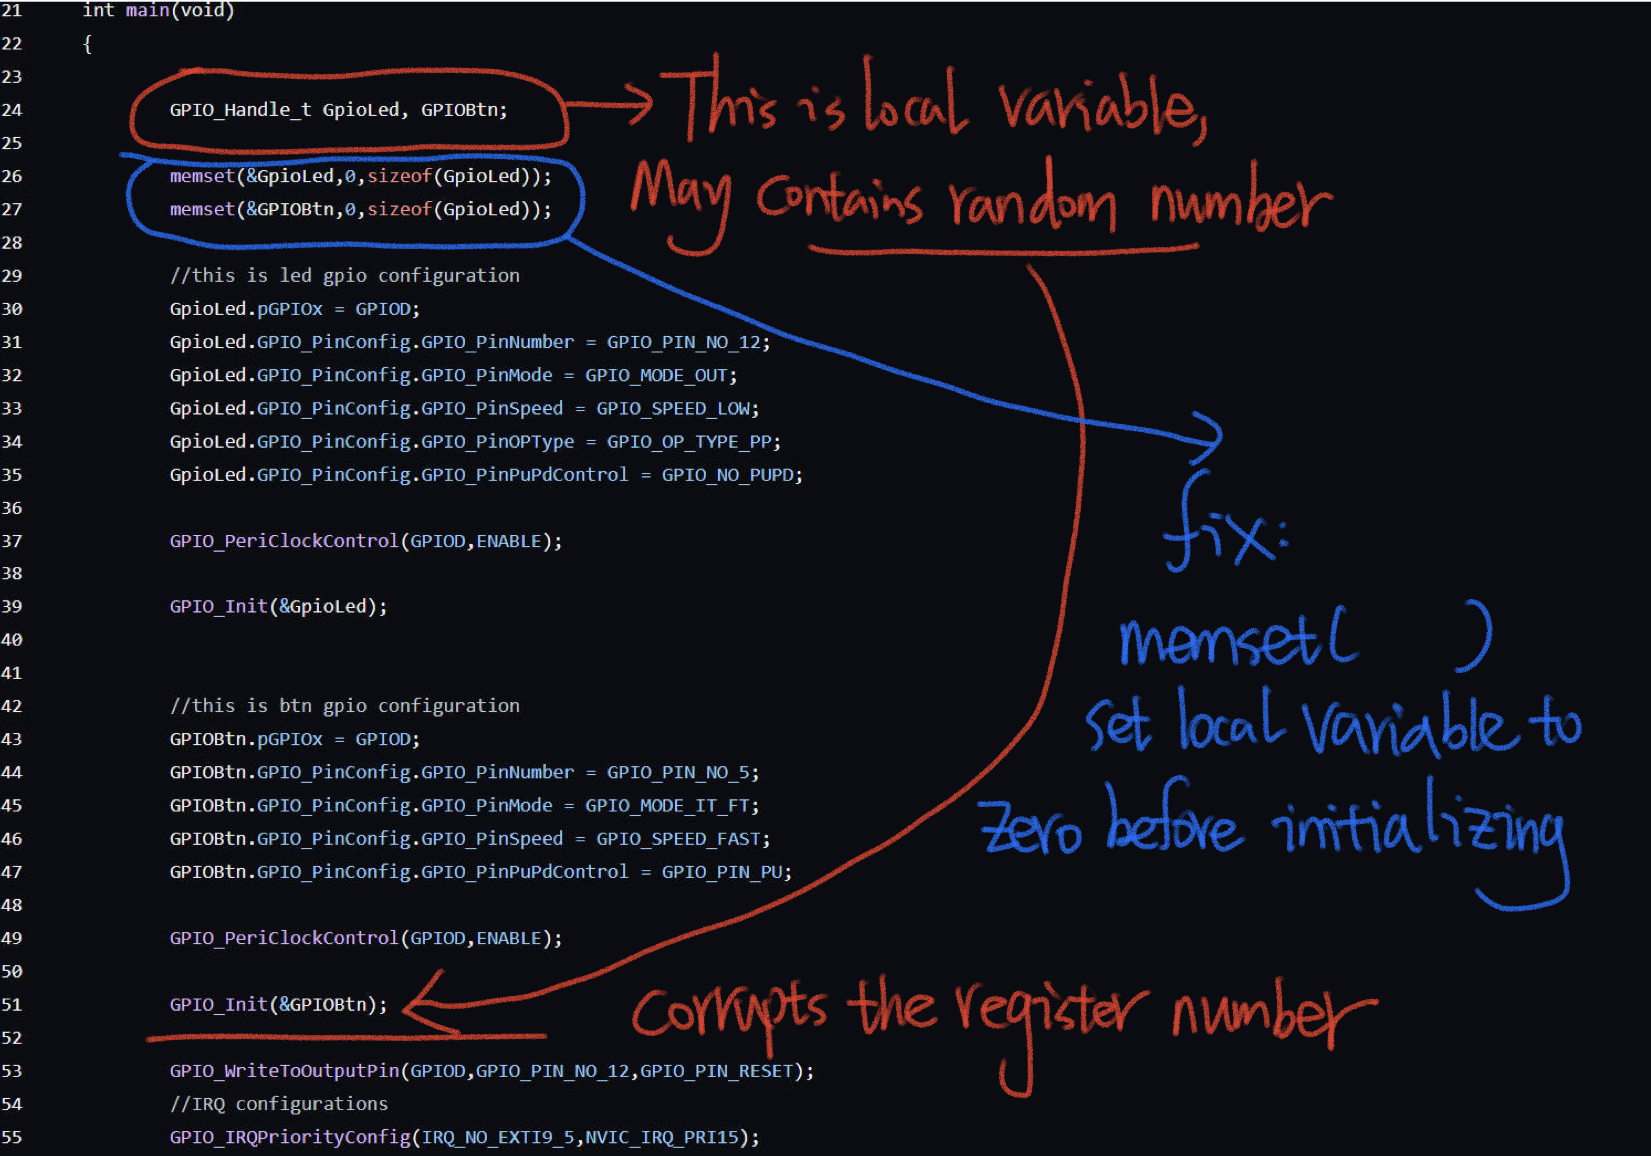 21 int main(void)
22 {
23
24 GPIO_Handle_t GpioLed, GPIOBtn;
This is local variable,
25
26 memset(&GpioLed,0,sizeof(GpioLed));
May contains random number
27 memset(&GPIOBtn,0,sizeof(GpioLed));
28
29 //this is led gpio configuration
30 GpioLed.pGPIOx = GPIOD;
31 GpioLed.GPIO_PinConfig.GPIO_PinNumber = GPIO_PIN_NO_12;
32 GpioLed.GPIO_PinConfig.GPIO_PinMode = GPIO_MODE_OUT;
33 GpioLed.GPIO_PinConfig.GPIO_PinSpeed = GPIO_SPEED_LOW;
34 GpioLed.GPIO_PinConfig.GPIO_PinOPType = GPIO_OP_TYPE_PP;
35 GpioLed.GPIO_PinConfig.GPIO_PinPuPdControl = GPIO_NO_PUPD;
36
37 GPIO_PeriClockControl(GPIOD,ENABLE);
fix:
38
39 GPIO_Init(&GpioLed);
40
memset( )
41
42 //this is btn gpio configuration
set local variable to
43 GPIOBtn.pGPIOx = GPIOD;
44 GPIOBtn.GPIO_PinConfig.GPIO_PinNumber = GPIO_PIN_NO_5;
45 GPIOBtn.GPIO_PinConfig.GPIO_PinMode = GPIO_MODE_IT_FT;
zero before initializing
46 GPIOBtn.GPIO_PinConfig.GPIO_PinSpeed = GPIO_SPEED_FAST;
47 GPIOBtn.GPIO_PinConfig.GPIO_PinPuPdControl = GPIO_PIN_PU;
48
49 GPIO_PeriClockControl(GPIOD,ENABLE);
50
51 GPIO_Init(&GPIOBtn);
Corrupts the register number
52
53 GPIO_WriteToOutputPin(GPIOD,GPIO_PIN_NO_12,GPIO_PIN_RESET);
54 //IRQ configurations
55 GPIO_IRQPriorityConfig(IRQ_NO_EXTI9_5,NVIC_IRQ_PRI15);